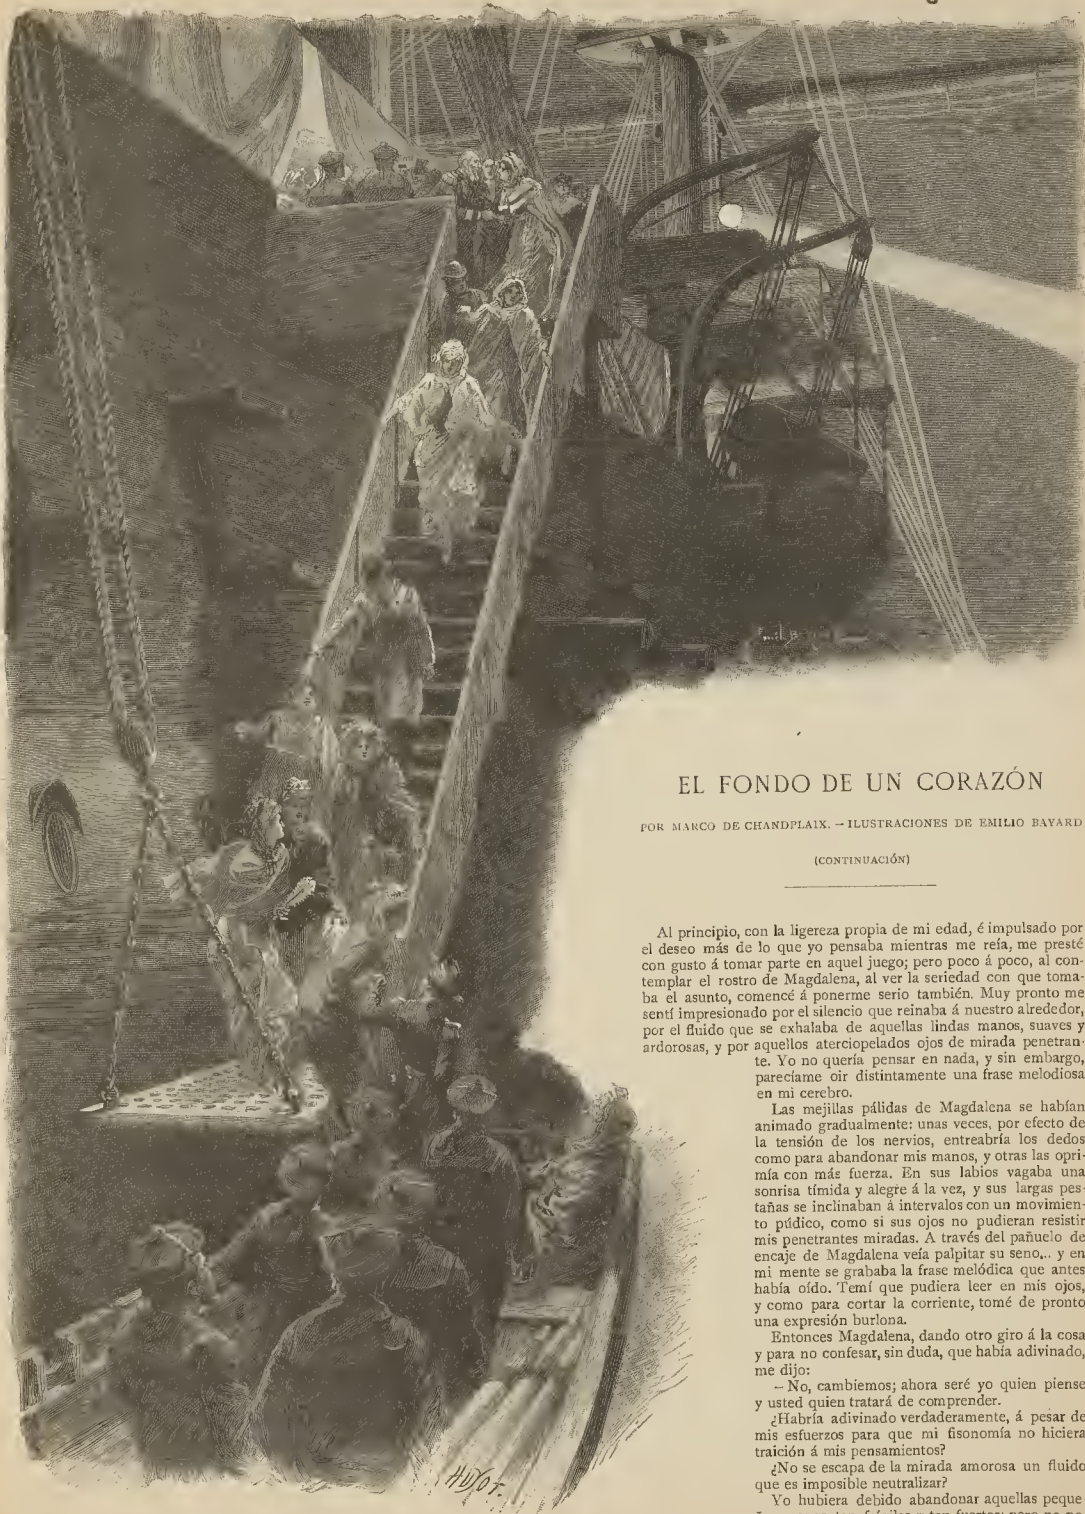 EL FONDO DE UN CORAZÓN
POR MARCO DE CHANDPLAIX. – ILUSTRACIONES DE EMILIO BAYARD
(CONTINUACIÓN)
Al principio, con la ligereza propia de mi edad, é impulsado por
el deseo más de lo que yo pensaba mientras me reía, me presté
con gusto á tomar parte en aquel juego; pero poco á poco, al con-
templar el rostro de Magdalena, al ver la seriedad con que toma-
ba el asunto, comencé á ponerme serio también. Muy pronto me
sentí impresionado por el silencio que reinaba á nuestro alrededor,
por el fluido que se exhalaba de aquellas lindas manos, suaves y
ardorosas, y por aquellos aterciopelados ojos de mirada penetran-
te. Yo no quería pensar en nada, y sin embargo,
parecíame oir distintamente una frase melodiosa
en mi cerebro.
Las mejillas pálidas de Magdalena se habían
animado gradualmente: unas veces, por efecto de
la tensión de los nervios, entreabría los dedos
como para abandonar mis manos, y otras las opri-
mía con más fuerza. En sus labios vagaba una
sonrisa tímida y alegre á la vez, y sus largas pes-
tañas se inclinaban á intervalos con un movimien-
to púdico, como si sus ojos no pudieran resistir
mis penetrantes miradas. A través del pañuelo de
encaje de Magdalena veía palpitar su seno... y en
mi mente se grababa la frase melódica que antes
había oído. Temí que pudiera leer en mis ojos,
y como para cortar la corriente, tomé de pronto
una expresión burlona.
Entonces Magdalena, dando otro giro á la cosa
y para no confesar, sin duda, que había adivinado,
me dijo:
– No, cambiemos; ahora seré yo quien piense
y usted quien tratará de comprender.
¿Habría adivinado verdaderamente, á pesar de
mis esfuerzos para que mi fisonomía no hiciera
traición á mis pensamientos?
¿No se escapa de la mirada amorosa un fluido
que es imposible neutralizar?
Yo hubiera debido abandonar aquellas peque-
HUYOT.